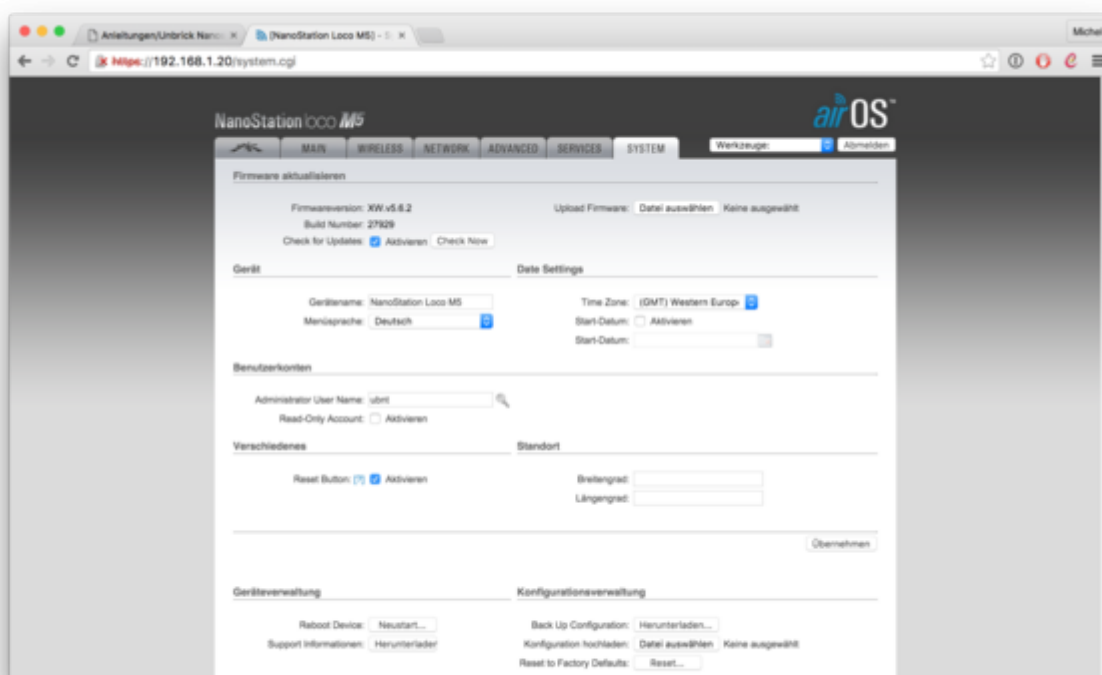 Anleitungen/Unbrick Nano
[NanoStation Loco M5] - S
Michel
https://192.168.1.20/system.cgi
NanoStation loco M5
airOS™
MAIN WIRELESS NETWORK ADVANCED SERVICES SYSTEM Werkzeuge: Abmelden
Firmware aktualisieren
Firmwareversion: XW.v5.6.2 Upload Firmware: Datei auswählen Keine ausgewählt
Build Number: 27929
Check for Updates: Aktivieren Check Now
Gerät Date Settings
Gerätename: NanoStation Loco M5 Time Zone: (GMT) Western Europe
Menüsprache: Deutsch Start-Datum: Aktivieren
Start-Datum:
Benutzerkonten
Administrator User Name: ubnt
Read-Only Account: Aktivieren
Verschiedenes Standort
Reset Button: [?] Aktivieren Breitengrad:
Längengrad:
Übernehmen
Geräteverwaltung Konfigurationsverwaltung
Reboot Device: Neustart... Back Up Configuration: Herunterladen...
Support Informationen: Herunterladen Konfiguration hochladen: Datei auswählen Keine ausgewählt
Reset to Factory Defaults: Reset...